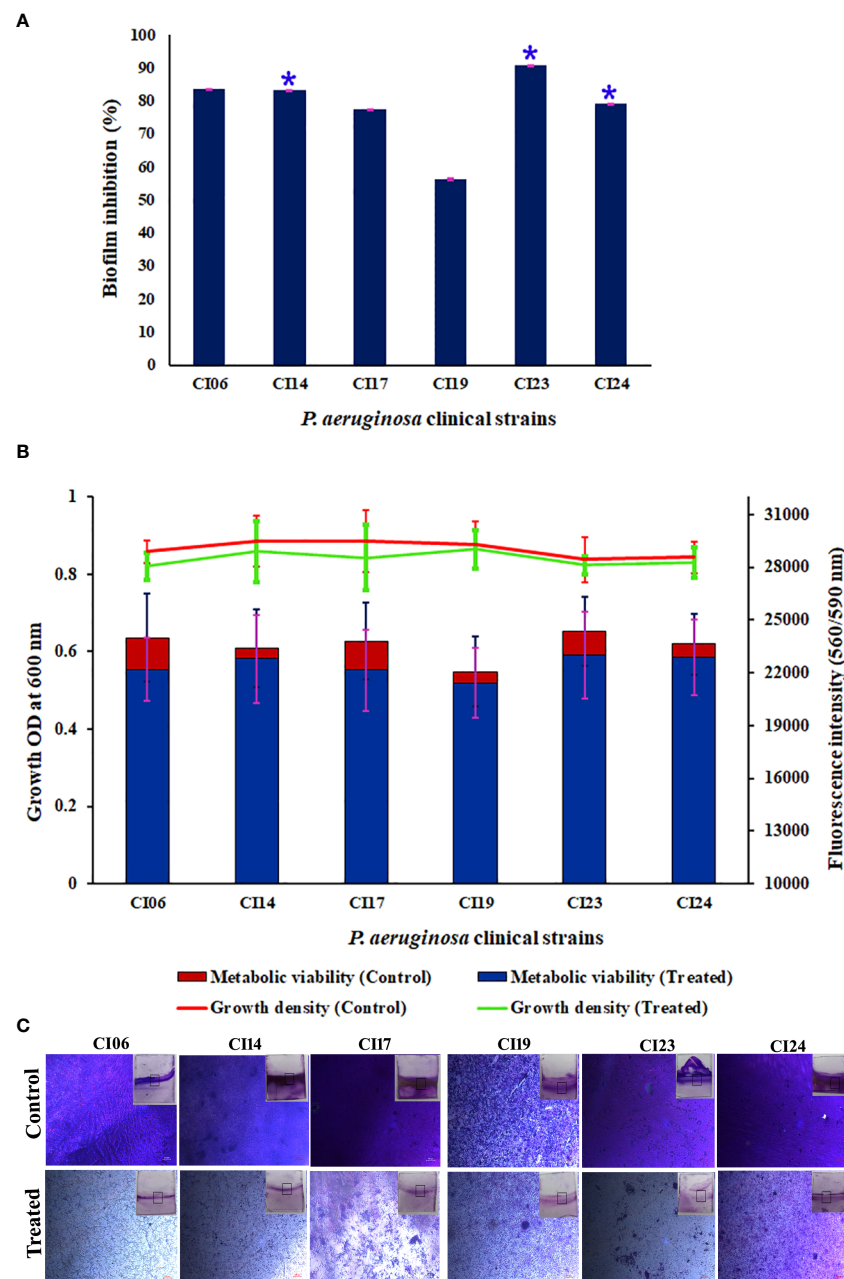 A
100
90
80
70
60
50
40
30
20
10
0
Biofilm inhibition (%)
*
*
*
CI06 CI14 CI17 CI19 CI23 CI24
P. aeruginosa clinical strains
B
1
0.8
0.6
0.4
0.2
0
Growth OD at 600 nm
31000
28000
25000
22000
19000
16000
13000
10000
Fluorescence intensity (560/590 nm)
CI06 CI14 CI17 CI19 CI23 CI24
P. aeruginosa clinical strains
Metabolic viability (Control) Metabolic viability (Treated)
Growth density (Control) Growth density (Treated)
C
CI06 CI14 CI17 CI19 CI23 CI24
Control
Treated